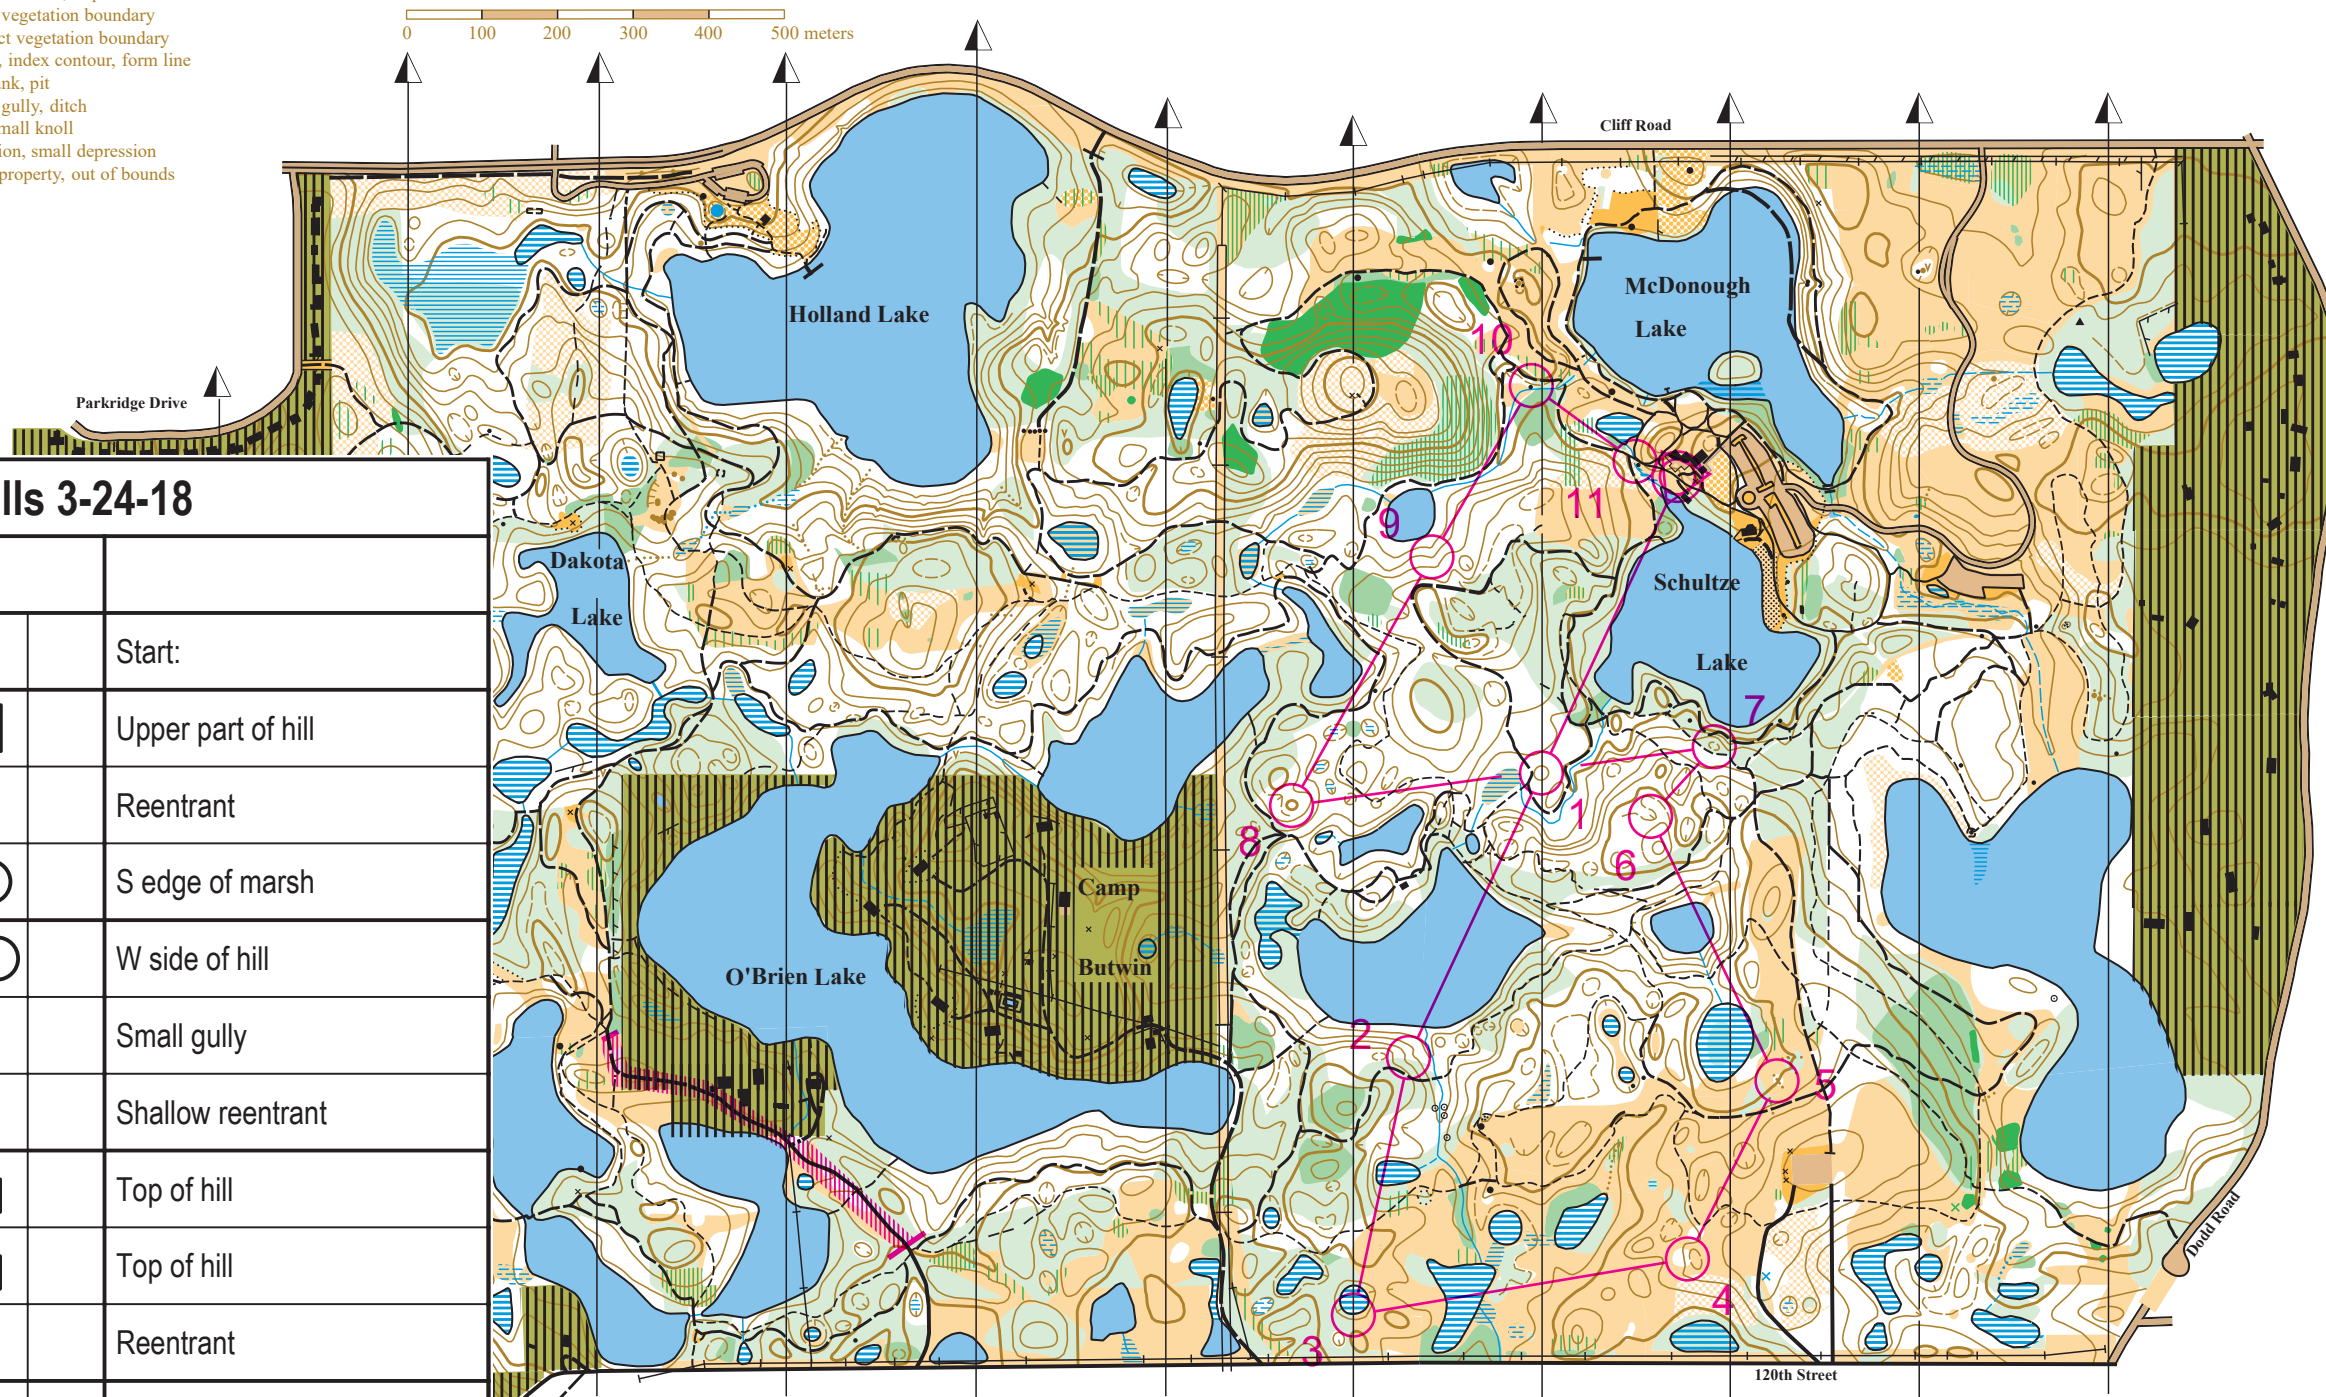 vegetation boundary
ct vegetation boundary
, index contour, form line
nk, pit
gully, ditch
mall knoll
ion, small depression
property, out of bounds
0 100 200 300 400 500 meters
Cliff Road
Parkridge Drive
Holland Lake
McDonough
Lake
10
11
9
lls 3-24-18
Dakota
Lake
Schultze
Lake
7
1
8
6
Camp
Butwin
O'Brien Lake
2
5
4
3
Dodd Road
120th Street
Start:
Upper part of hill
Reentrant
S edge of marsh
W side of hill
Small gully
Shallow reentrant
Top of hill
Top of hill
Reentrant